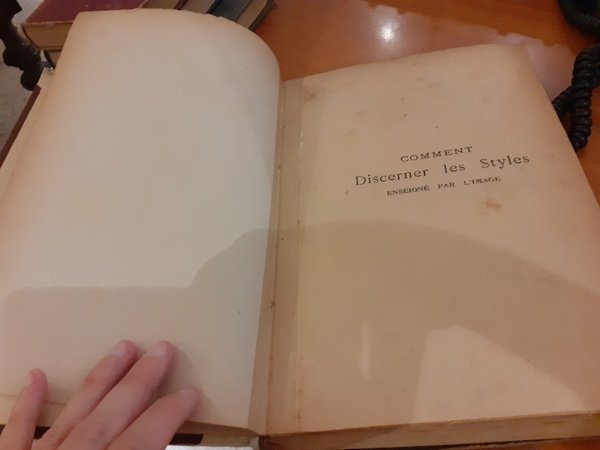 COMMENT
Discerner les Styles
ENSEIGNÉ PAR L'IMAGE